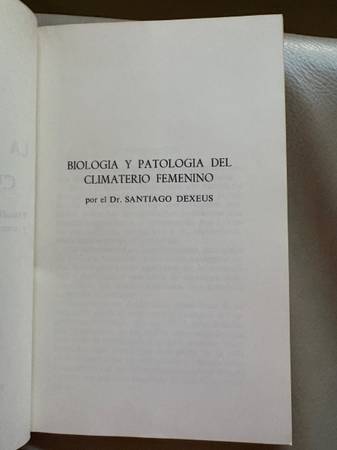 BIOLOGIA Y PATOLOGIA DEL
CLIMATERIO FEMENINO
por el Dr. SANTIAGO DEXEUS